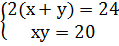 2(x + y) = 24
xy = 20